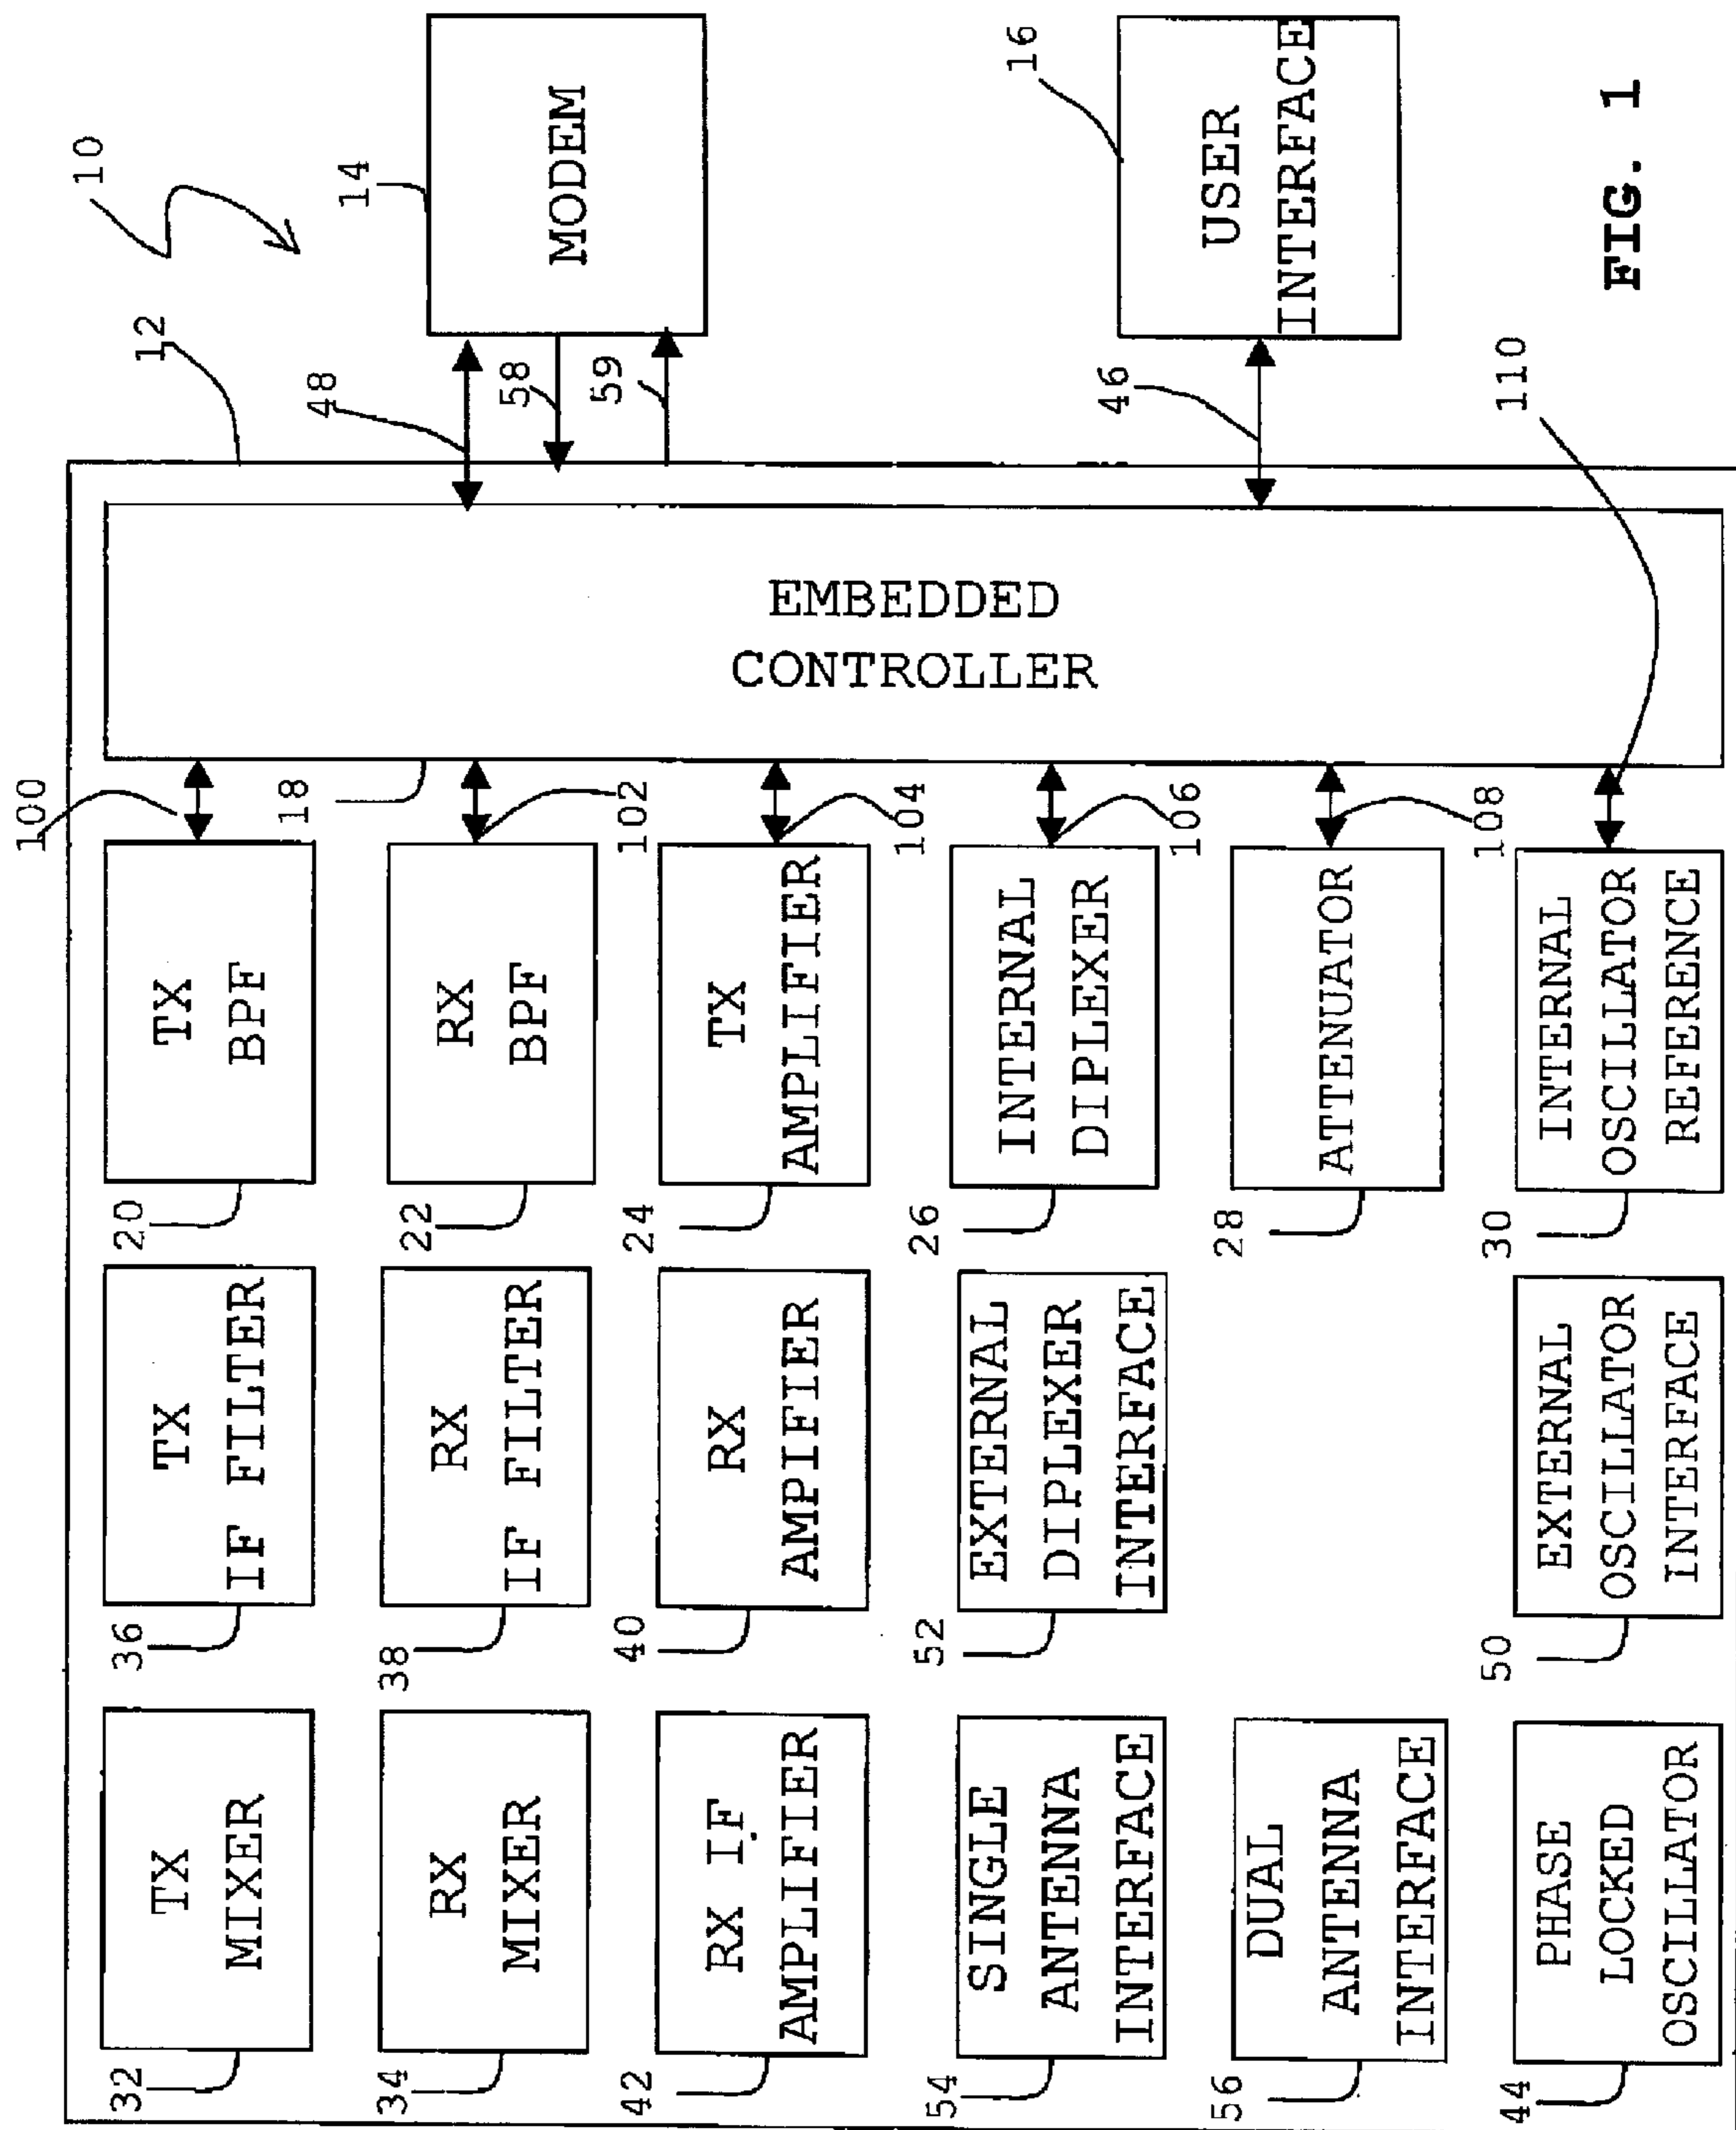 10
12
14
100
18
48
58
59
MODEM
32
TX
MIXER
36
TX
IF FILTER
20
TX
BPF
34
RX
MIXER
38
RX
IF FILTER
22
RX
BPF
102
42
RX IF
AMPLIFIER
40
RX
AMPIFIER
24
TX
AMPLIFIER
104
EMBEDDED
CONTROLLER
54
SINGLE
ANTENNA
INTERFACE
52
EXTERNAL
DIPLEXER
INTERFACE
26
INTERNAL
DIPLEXER
106
46
16
USER
INTERFACE
56
DUAL
ANTENNA
INTERFACE
28
ATTENUATOR
108
44
PHASE
LOCKED
OSCILLATOR
50
EXTERNAL
OSCILLATOR
INTERFACE
30
INTERNAL
OSCILLATOR
REFERENCE
110
FIG. 1